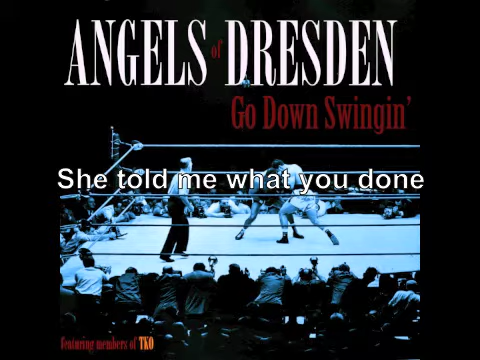 ANGELS of DRESDEN
Go Down Swingin'
She told me what you done
featuring members of TKO